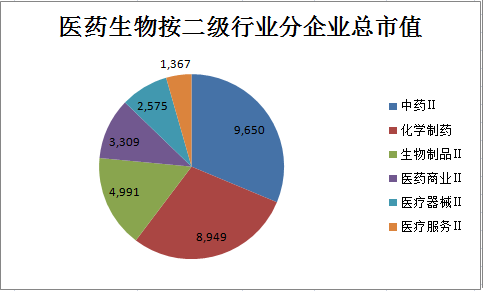 医药生物按二级行业分企业总市值
1,367
2,575
9,650
3,309
4,991
8,949
中药II
化学制药
生物制品II
医药商业II
医疗器械II
医疗服务II